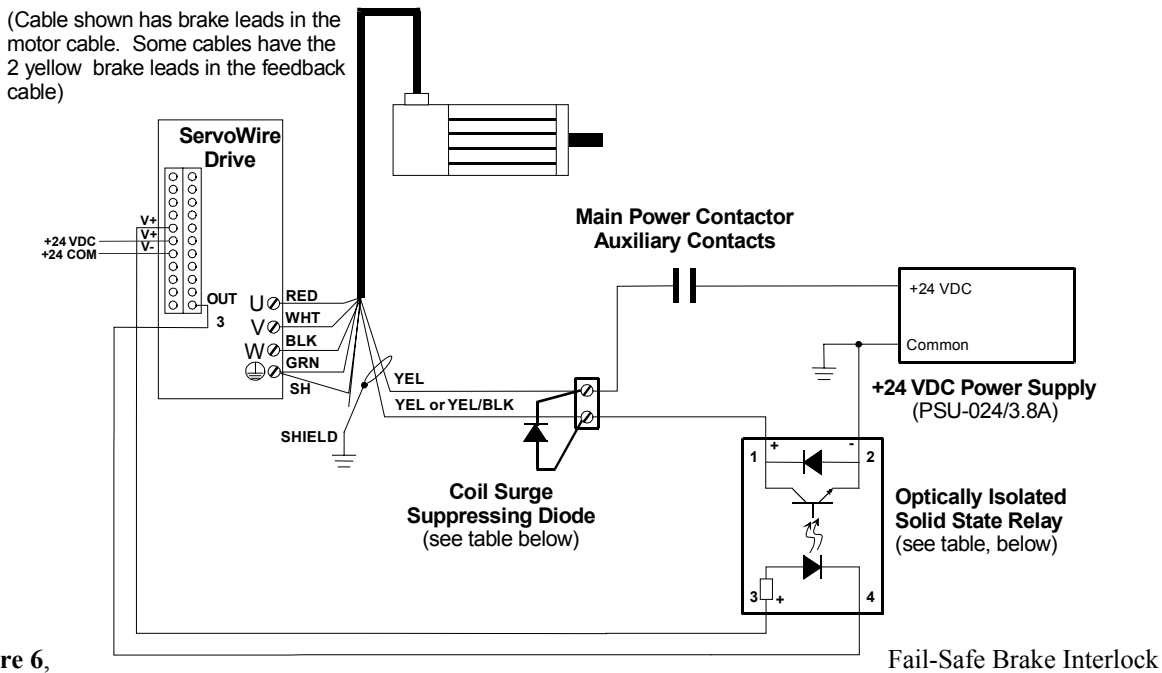 (Cable shown has brake leads in the
motor cable. Some cables have the
2 yellow brake leads in the feedback
cable)
ServoWire
Drive
V+
V+
V-
+24 VDC
+24 COM
OUT
3
U
V
W
RED
WHT
BLK
GRN
SH
SHIELD
YEL
YEL or YEL/BLK
Coil Surge
Suppressing Diode
(see table below)
Main Power Contactor
Auxiliary Contacts
+24 VDC
Common
+24 VDC Power Supply
(PSU-024/3.8A)
1
+
-
2
3
+
4
Optically Isolated
Solid State Relay
(see table, below)
re 6,
Fail-Safe Brake Interlock